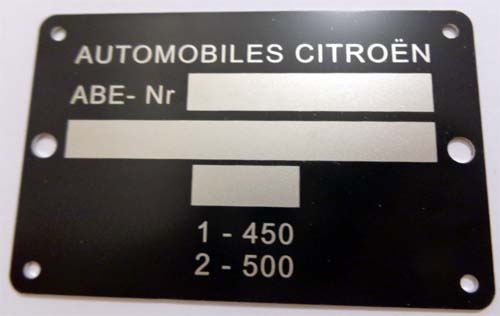 AUTOMOBILES CITROËN
ABE- Nr
1 - 450
2 - 500